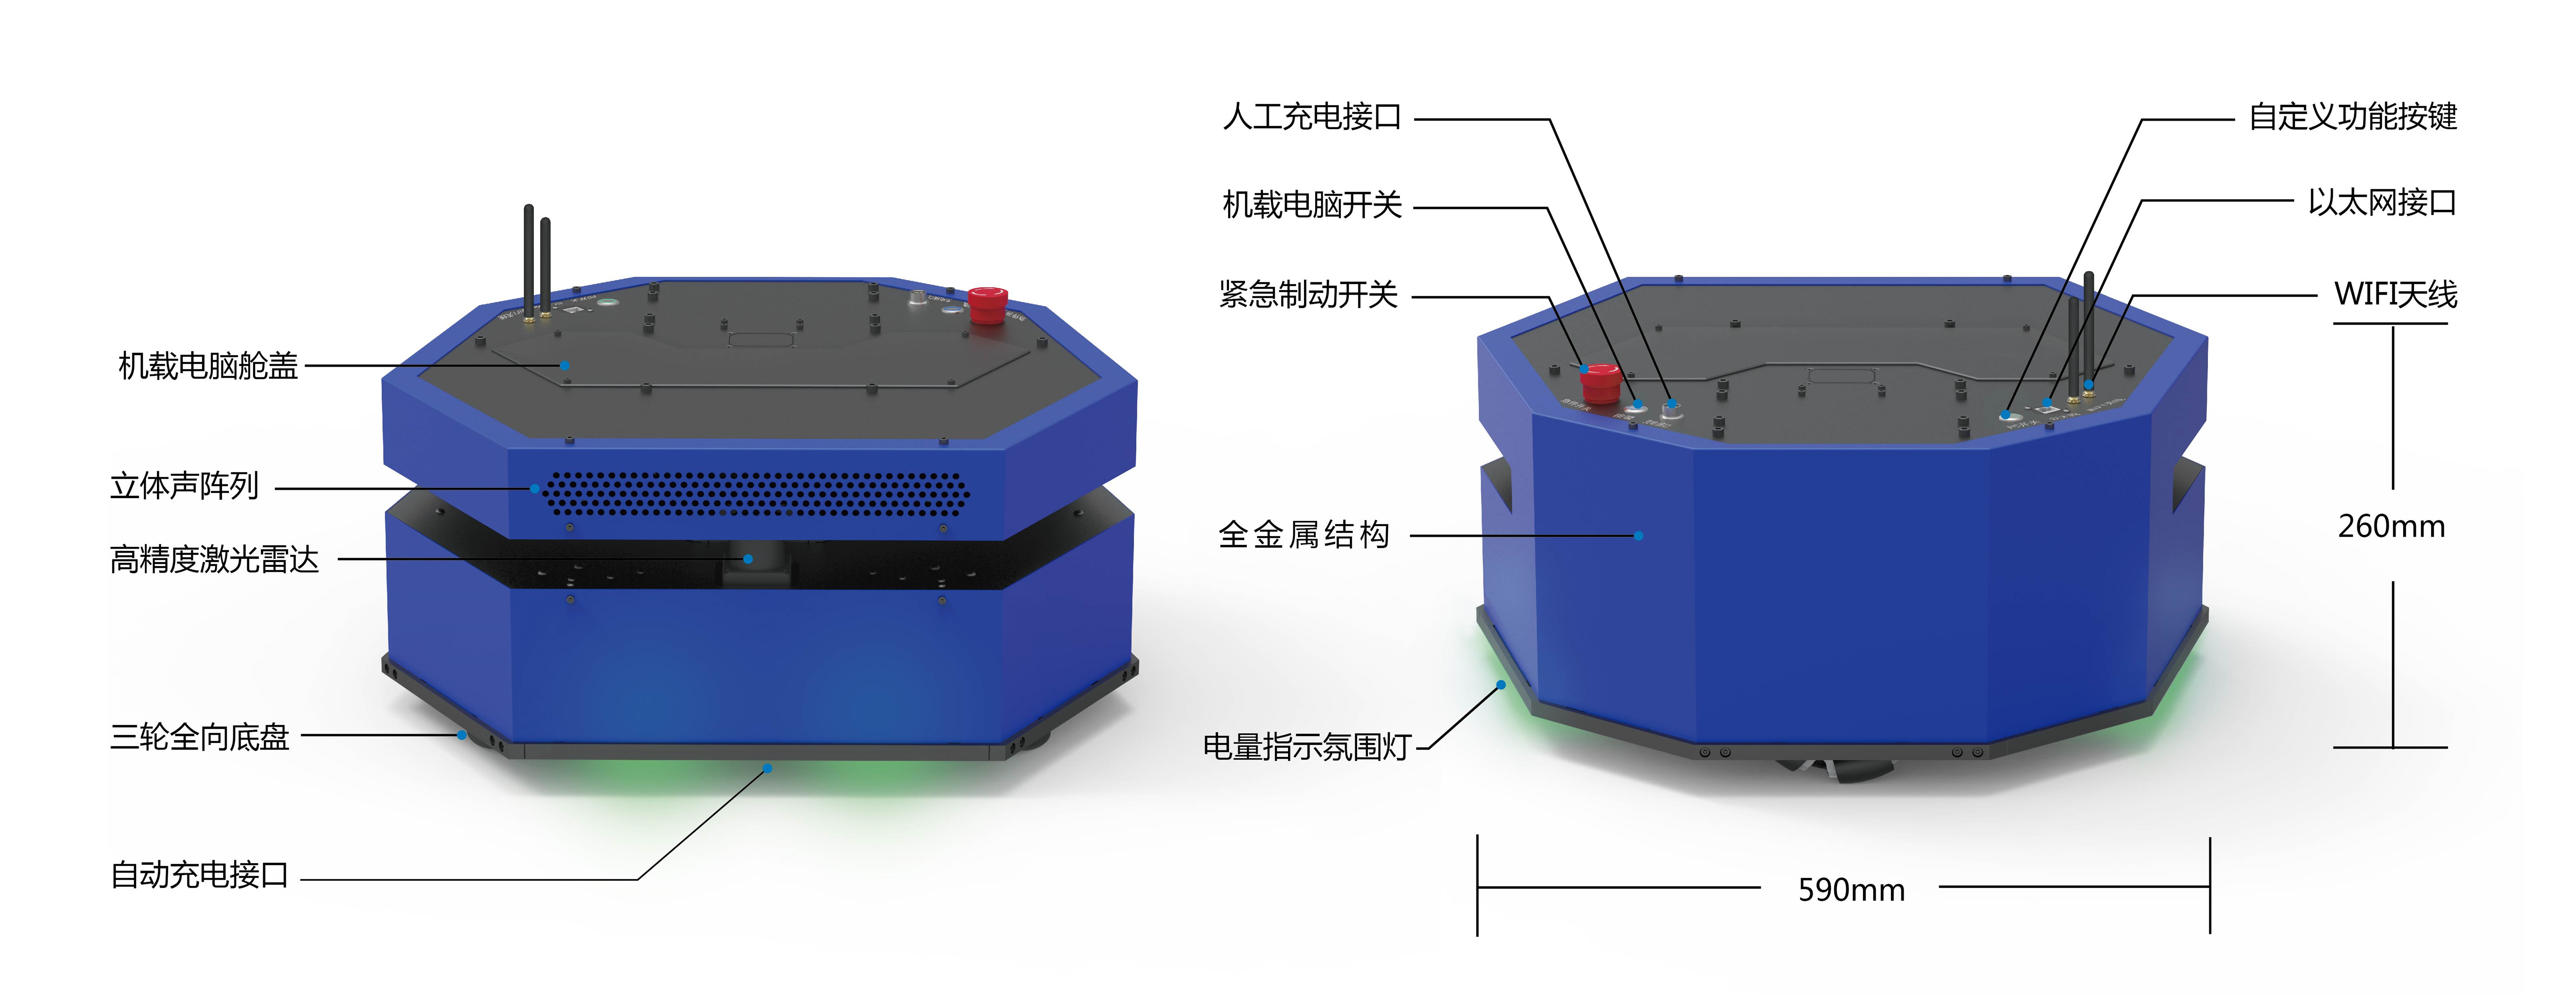 机载电脑舱盖
立体声阵列
高精度激光雷达
三轮全向底盘
自动充电接口
人工充电接口
机载电脑开关
紧急制动开关
全金属结构
电量指示氛围灯
自定义功能按键
以太网接口
WIFI天线
260mm
590mm